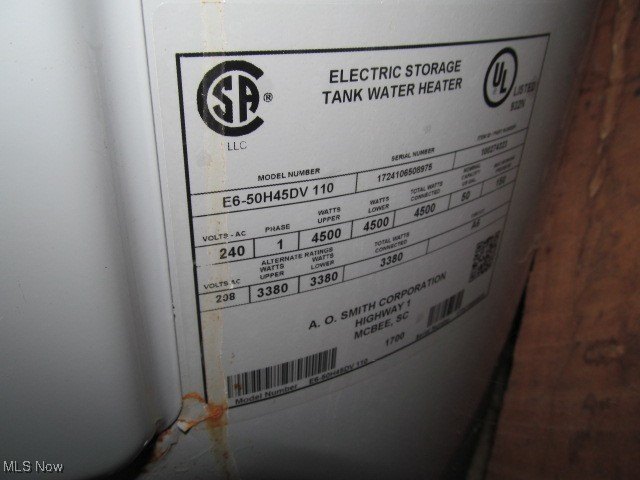 CSA ®
LLC
ELECTRIC STORAGE
TANK WATER HEATER
UL
LISTED
MODEL NUMBER
E6-50H45DV 110
SERIAL NUMBER
1724106506975
VOLTS - AC
240
PHASE
1
WATTS
UPPER
4500
WATTS
LOWER
4500
TOTAL WATTS
CONNECTED
4500
50
150
ALTERNATE RATINGS
VOLTS AC
208
WATTS
UPPER
3380
WATTS
LOWER
3380
TOTAL WATTS
CONNECTED
3380
A. O. SMITH CORPORATION
HIGHWAY 1
MCBEE, SC
1700
Model Number E6-50H45DV 110
MLS Now